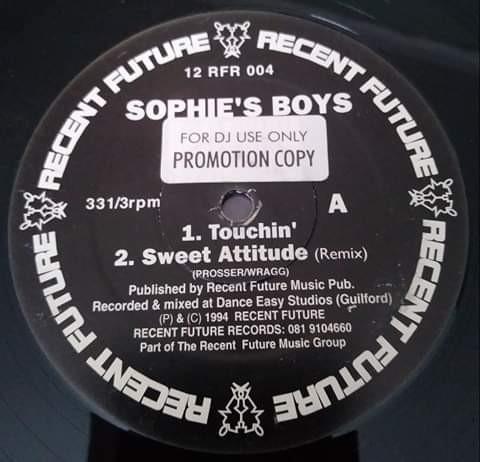 RECENT FUTURE RECENT FUTURE RECENT FUTURE RECENT FUTURE
12 RFR 004
SOPHIE'S BOYS
FOR DJ USE ONLY
PROMOTION COPY
331/3rpm
A
1. Touchin'
2. Sweet Attitude (Remix)
(PROSSER/WRAGG)
Published by Recent Future Music Pub.
Recorded & mixed at Dance Easy Studios (Guilford)
(P) & (C) 1994 RECENT FUTURE
RECENT FUTURE RECORDS: 081 9104660
Part of The Recent Future Music Group